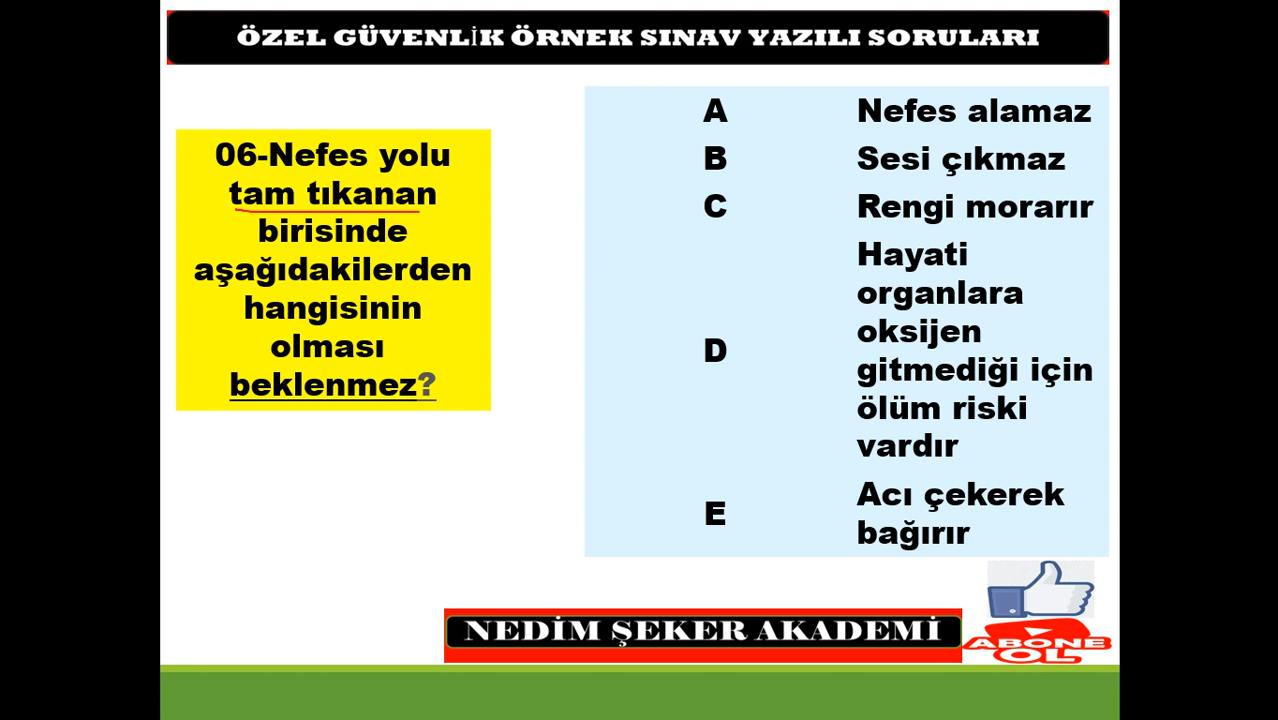 ÖZEL GÜVENLİK ÖRNEK SINAV YAZILI SORULARI
06-Nefes yolu
tam tıkanan
birisinde
aşağıdakilerden
hangisinin
olması
beklenmez?
A Nefes alamaz
B Sesi çıkmaz
C Rengi morarır
D Hayati
organlara
oksijen
gitmediği için
ölüm riski
vardır
E Acı çekerek
bağırır
NEDİM ŞEKER AKADEMİ
ABONE
OL